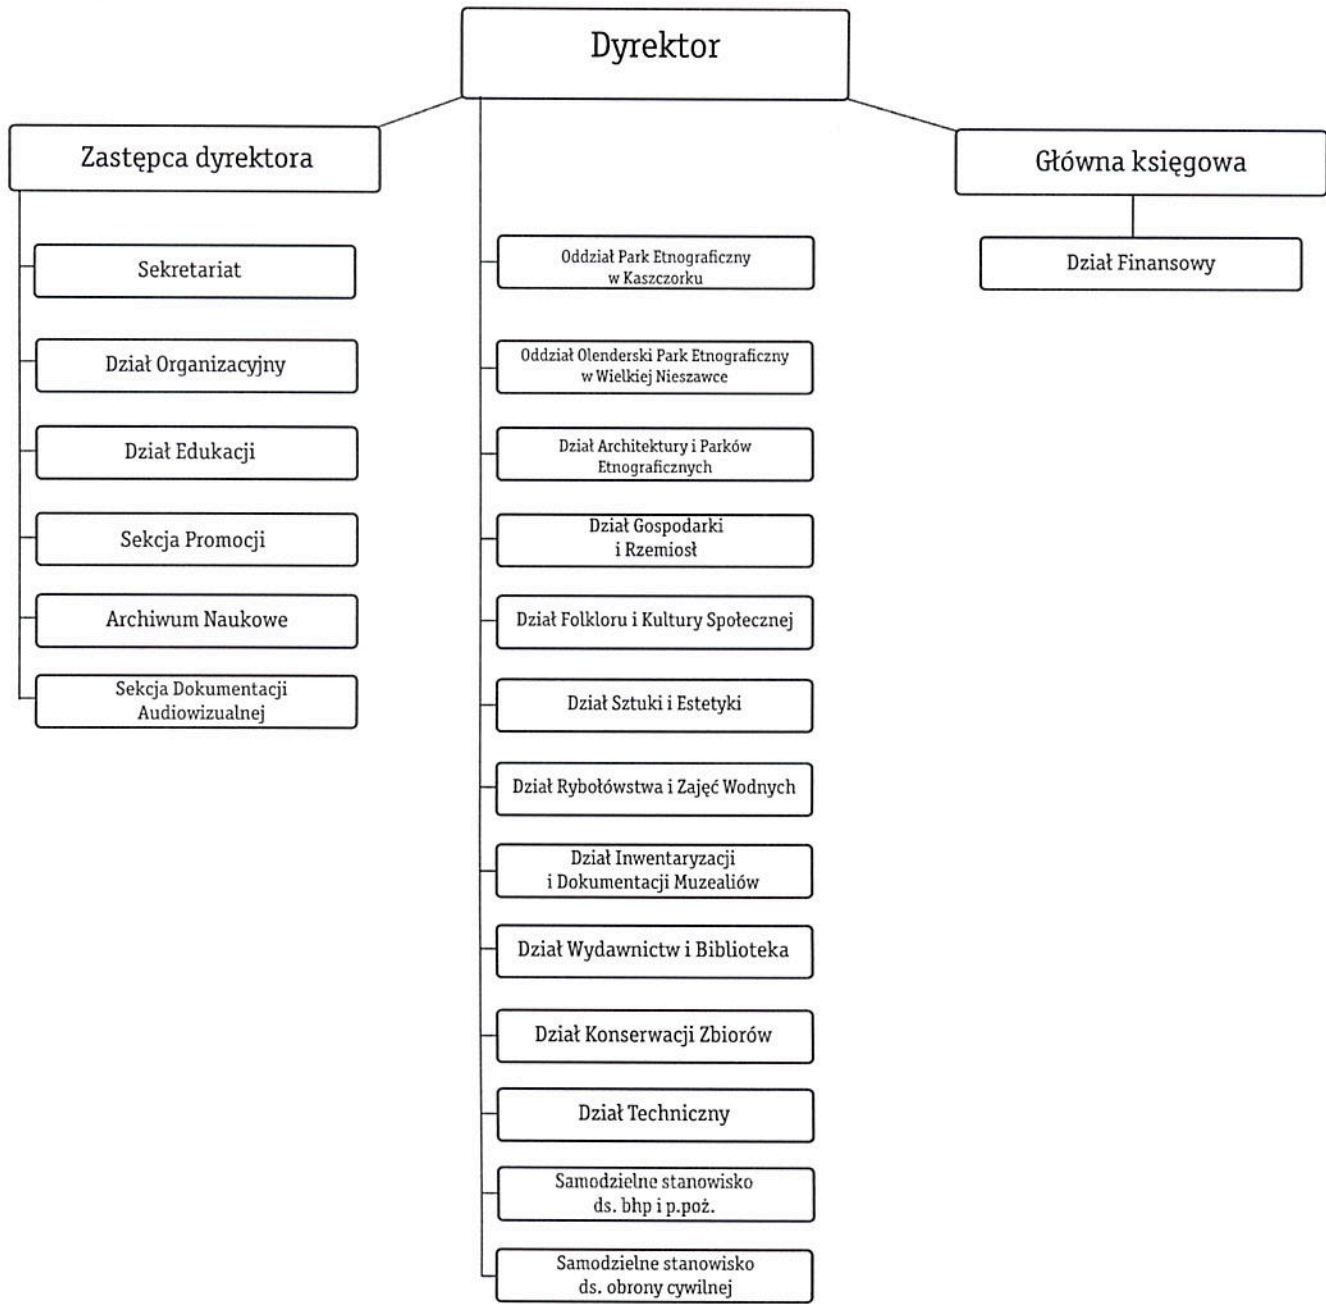 Dyrektor
Zastępca dyrektora
Sekretariat
Dział Organizacyjny
Dział Edukacji
Sekcja Promocji
Archiwum Naukowe
Sekcja Dokumentacji
Audiowizualnej
Oddział Park Etnograficzny
w Kaszczorku
Oddział Olenderski Park Etnograficzny
w Wielkiej Nieszawce
Dział Architektury i Parków
Etnograficznych
Dział Gospodarki
i Rzemiosł
Dział Folkloru i Kultury Społecznej
Dział Sztuki i Estetyki
Dział Rybołówstwa i Zajęć Wodnych
Dział Inwentaryzacji
i Dokumentacji Muzealiów
Dział Wydawnictw i Biblioteka
Dział Konserwacji Zbiorów
Dział Techniczny
Samodzielne stanowisko
ds. bhp i p.poż.
Samodzielne stanowisko
ds. obrony cywilnej
Główna księgowa
Dział Finansowy